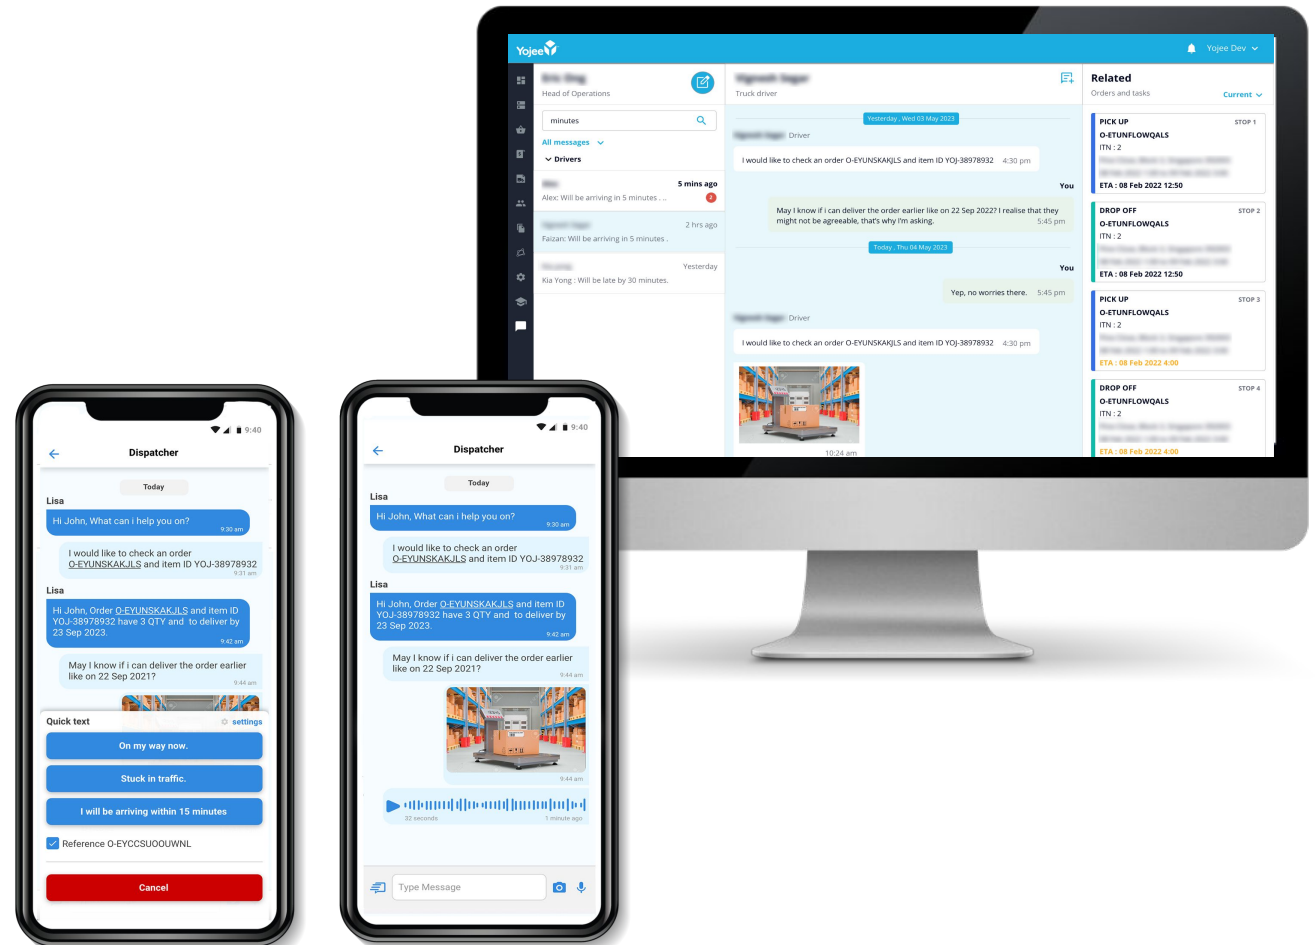 Yojee
Yojee Dev
Head of Operations
minutes
All messages
Drivers
5 mins ago
Alex: Will be arriving in 5 minutes . ..
2
2 hrs ago
Faizan: Will be arriving in 5 minutes .
Yesterday
Kia Yong : Will be late by 30 minutes.
Truck driver
Yesterday , Wed 03 May 2023
Driver
I would like to check an order O-EYUNSKAKJLS and item ID YOJ-38978932 4:30 pm
You
May I know if i can deliver the order earlier like on 22 Sep 2022? I realise that they
might not be agreeable, that's why I'm asking. 5:45 pm
Today , Thu 04 May 2023
You
Yep, no worries there. 5:45 pm
Driver
I would like to check an order O-EYUNSKAKJLS and item ID YOJ-38978932 4:30 pm
10:24 am
Related
Orders and tasks
Current
PICK UP STOP 1
O-ETUNFLOWQALS
ITN : 2
ETA : 08 Feb 2022 12:50
DROP OFF STOP 2
O-ETUNFLOWQALS
ITN : 2
ETA : 08 Feb 2022 12:50
PICK UP STOP 3
O-ETUNFLOWQALS
ITN : 2
ETA : 08 Feb 2022 4:00
DROP OFF STOP 4
O-ETUNFLOWQALS
ITN : 2
ETA : 08 Feb 2022 4:00
9:40
Dispatcher
Today
Lisa
Hi John, What can i help you on?
9:30 am
I would like to check an order
O-EYUNSKAKJLS and item ID YOJ-38978932
9:31 am
Lisa
Hi John, Order O-EYUNSKAKJLS and item ID
YOJ-38978932 have 3 QTY and to deliver by
23 Sep 2023.
9:42 am
May I know if i can deliver the order earlier
like on 22 Sep 2021?
9:44 am
Quick text
settings
On my way now.
Stuck in traffic.
I will be arriving within 15 minutes
Reference O-EYCCSUOOUWNL
Cancel
9:40
Dispatcher
Today
Lisa
Hi John, What can i help you on?
9:30 am
I would like to check an order
O-EYUNSKAKJLS and item ID YOJ-38978932
9:31 am
Lisa
Hi John, Order O-EYUNSKAKJLS and item ID
YOJ-38978932 have 3 QTY and to deliver by
23 Sep 2023.
9:42 am
May I know if i can deliver the order earlier
like on 22 Sep 2021?
9:44 am
9:44 am
32 seconds
1 minute ago
Type Message